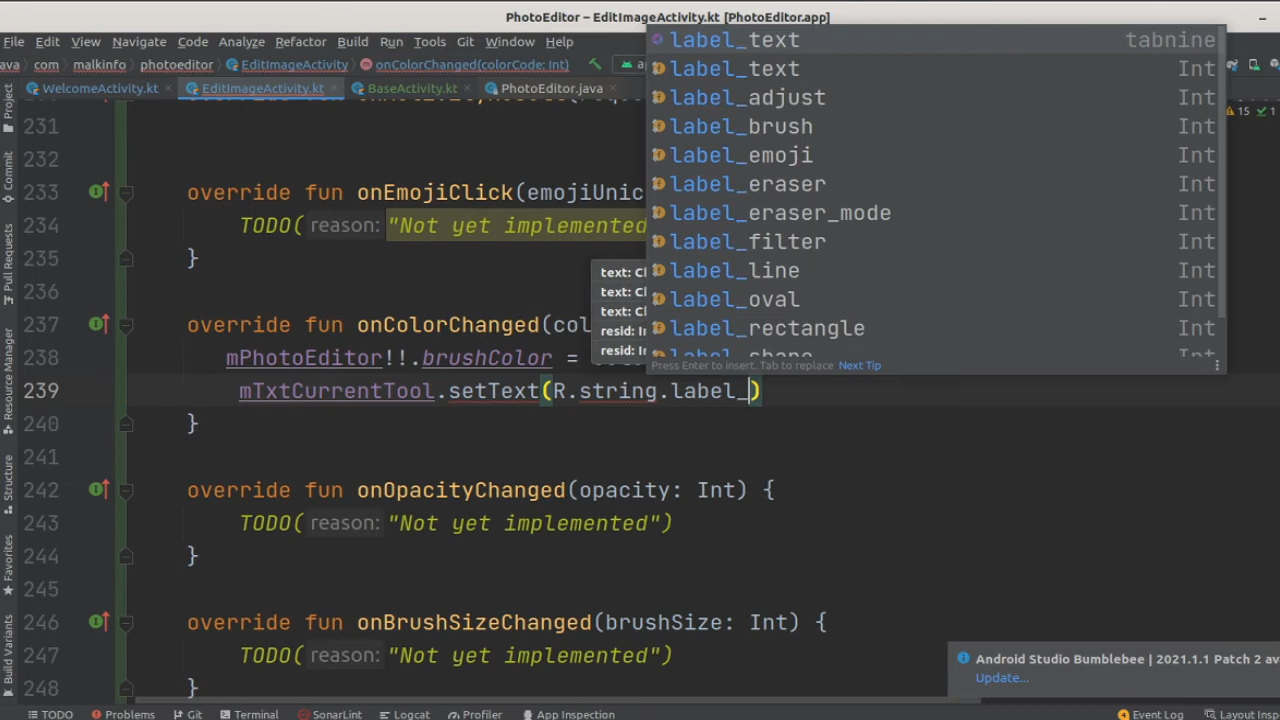 PhotoEditor – EditImageActivity.kt [PhotoEditor.app]
File Edit View Navigate Code Analyze Refactor Build Run Tools Git Window Help
ava com malkinfo photoeditor EditImageActivity onColorChanged(colorCode: Int)
WelcomeActivity.kt EditImageActivity.kt BaseActivity.kt PhotoEditor.java
label_text tabnine
label_text Int
label_adjust Int
label_brush Int
label_emoji Int
label_eraser Int
label_eraser_mode Int
label_filter Int
label_line Int
label_oval Int
label_rectangle Int
label_shape Int
Press Enter to insert, Tab to replace Next Tip
15 1
text: Cl
text: Cl
text: Cl
resid: In
resid: In
231
232
233 override fun onEmojiClick(emojiUnic
234 TODO( reason: "Not yet implemented
235 }
236
237 override fun onColorChanged(col
238 mPhotoEditor!!.brushColor =
239 mTxtCurrentTool.setText(R.string.label_)
240 }
241
242 override fun onOpacityChanged(opacity: Int) {
243 TODO( reason: "Not yet implemented")
244 }
245
246 override fun onBrushSizeChanged(brushSize: Int) {
247 TODO( reason: "Not yet implemented")
248 }
Project
Commit
Pull Requests
Resource Manager
Structure
Favorites
Build Variants
Android Studio Bumblebee | 2021.1.1 Patch 2 av
Update...
TODO Problems Git Terminal SonarLint Logcat Profiler App Inspection
4 Event Log Layout Insp